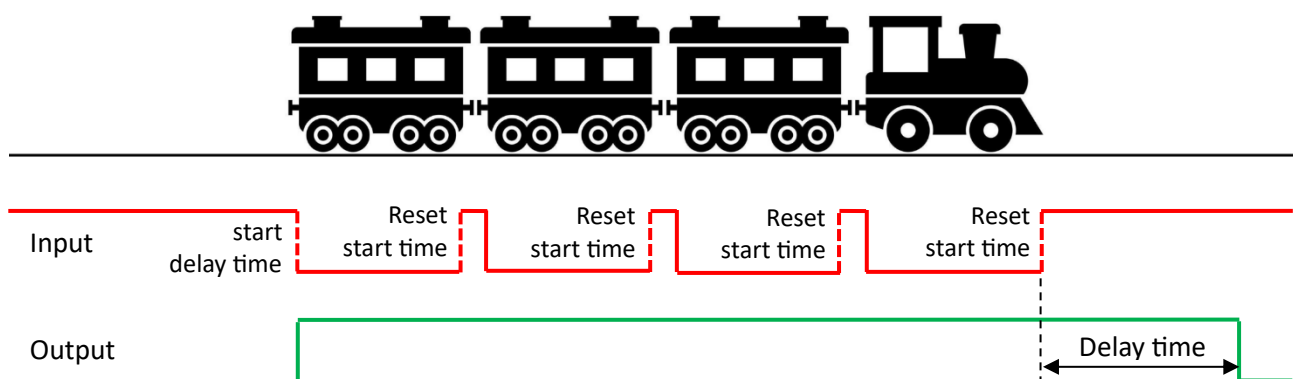 Input
start
delay time
Reset
start time
Reset
start time
Reset
start time
Reset
start time
Output
Delay time